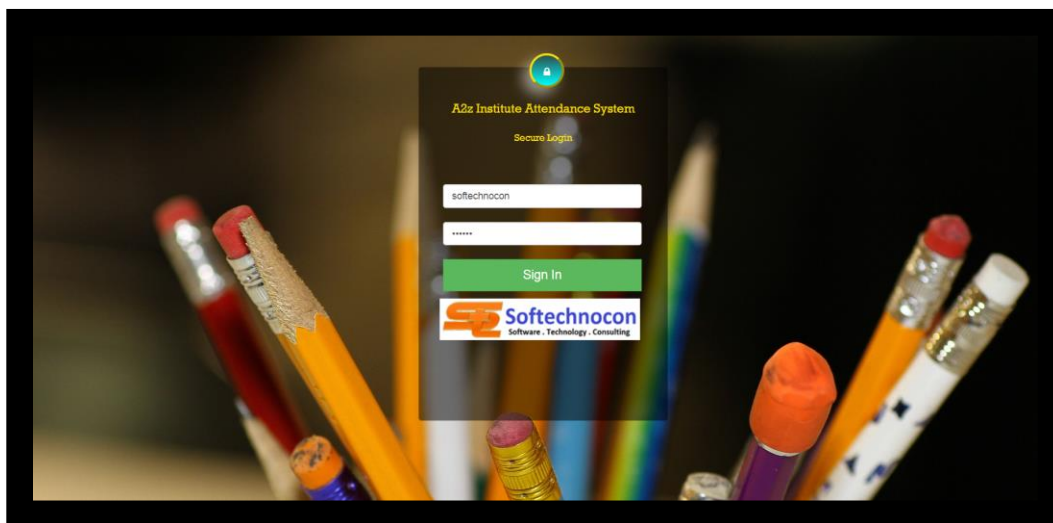 A2z Institute Attendance System
Secure Login
softechnocon
••••••
Sign In
Softechnocon
Software . Technology . Consulting